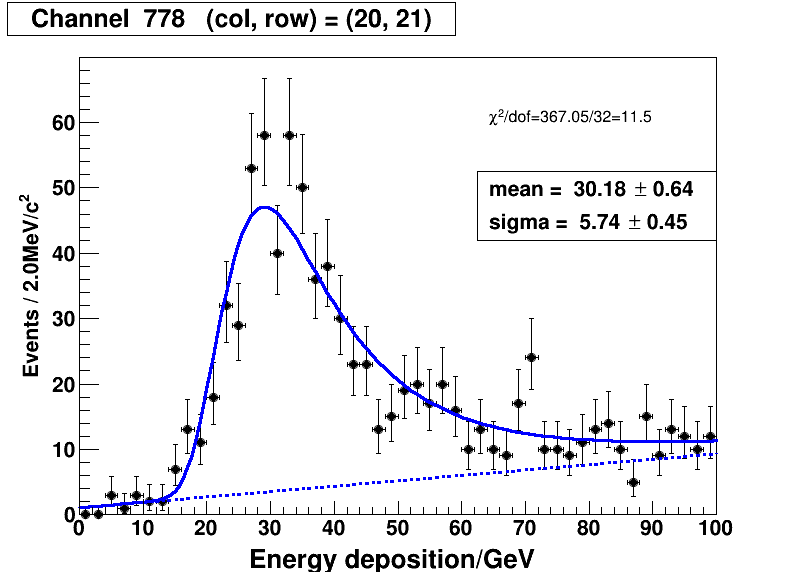 Channel 778 (col, row) = (20, 21)
χ²/dof=367.05/32=11.5
mean = 30.18 ± 0.64
sigma = 5.74 ± 0.45
Events / 2.0MeV/c²
60
50
40
30
20
10
0
0 10 20 30 40 50 60 70 80 90 100
Energy deposition/GeV